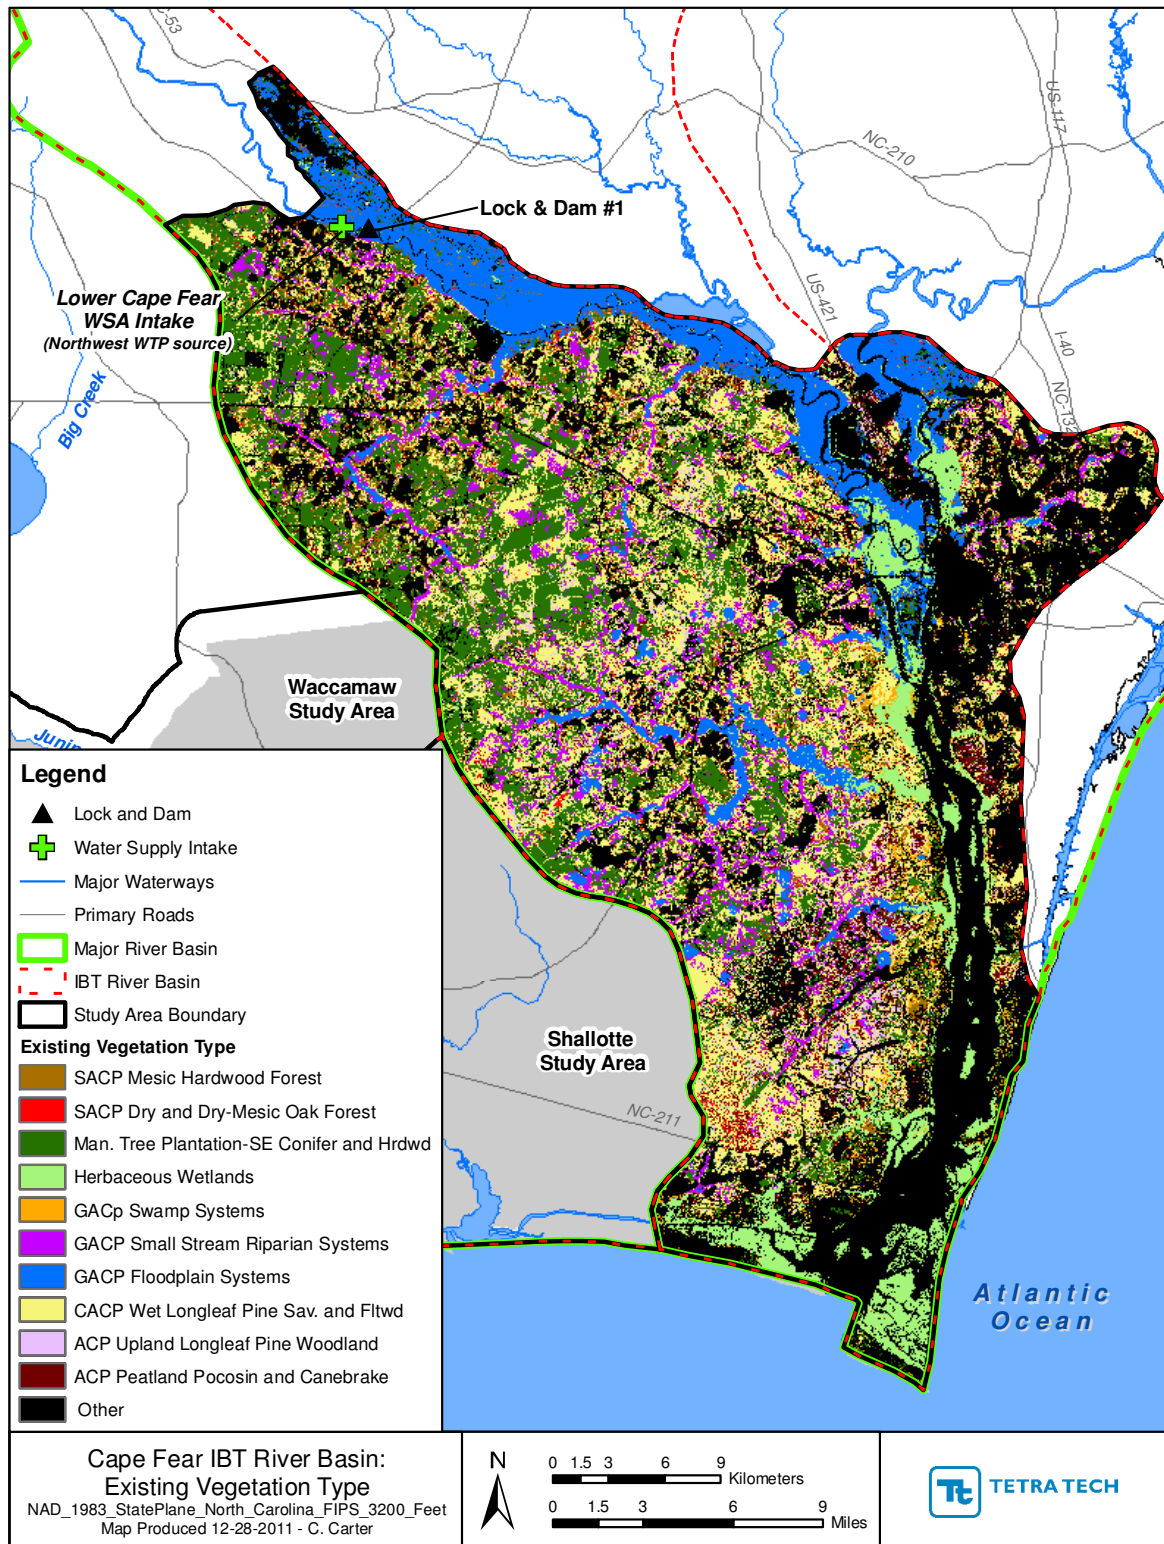 C-53
US-117
NC-210
Lock & Dam #1
US-421
I-40
NC-132
Lower Cape Fear
WSA Intake
(Northwest WTP source)
Big Creek
Waccamaw
Study Area
Junip
Legend
Lock and Dam
Water Supply Intake
Major Waterways
Primary Roads
Major River Basin
IBT River Basin
Study Area Boundary
Existing Vegetation Type
SACP Mesic Hardwood Forest
SACP Dry and Dry-Mesic Oak Forest
Man. Tree Plantation-SE Conifer and Hrdwd
Herbaceous Wetlands
GACp Swamp Systems
GACP Small Stream Riparian Systems
GACP Floodplain Systems
CACP Wet Longleaf Pine Sav. and Fltwd
ACP Upland Longleaf Pine Woodland
ACP Peatland Pocosin and Canebrake
Other
Shallotte
Study Area
NC-211
Atlantic
Ocean
Cape Fear IBT River Basin:
Existing Vegetation Type
NAD_1983_StatePlane_North_Carolina_FIPS_3200_Feet
Map Produced 12-28-2011 - C. Carter
N
0 1.5 3 6 9
Kilometers
0 1.5 3 6 9
Miles
Tt TETRA TECH